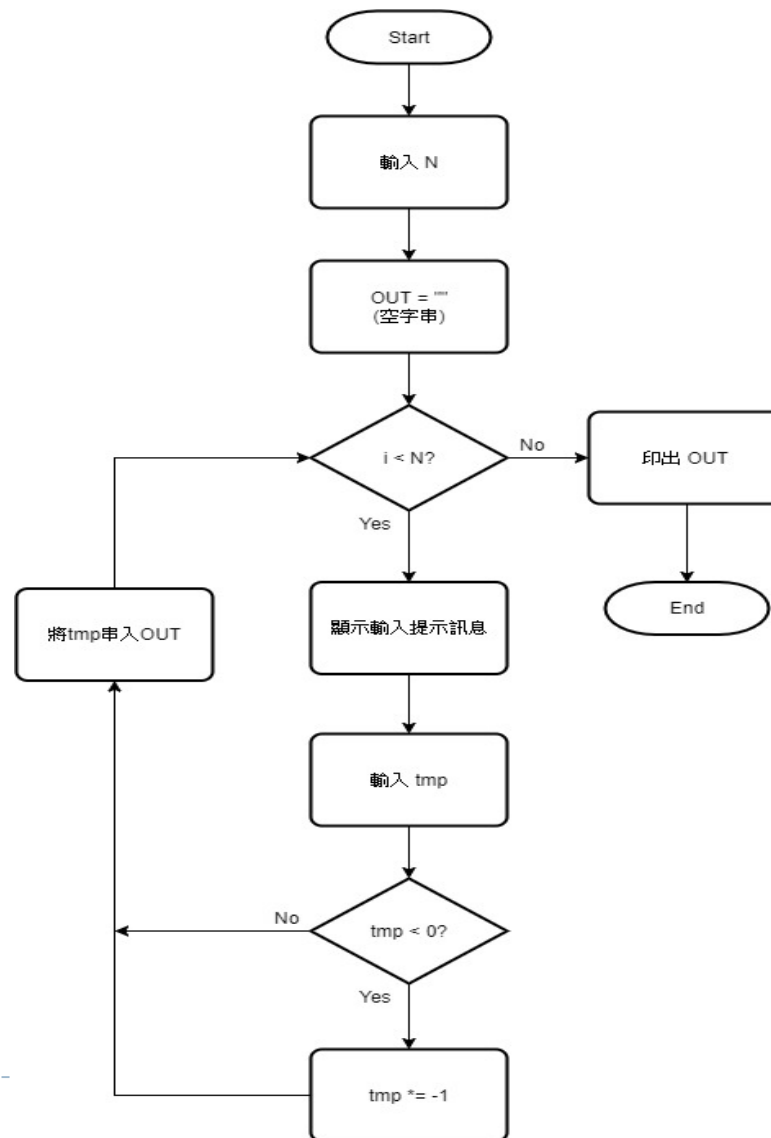 Start
輸入 N
OUT = ""
(空字串)
i < N?
No
印出 OUT
Yes
End
將tmp串入OUT
顯示輸入提示訊息
輸入 tmp
No
tmp < 0?
Yes
tmp *= -1